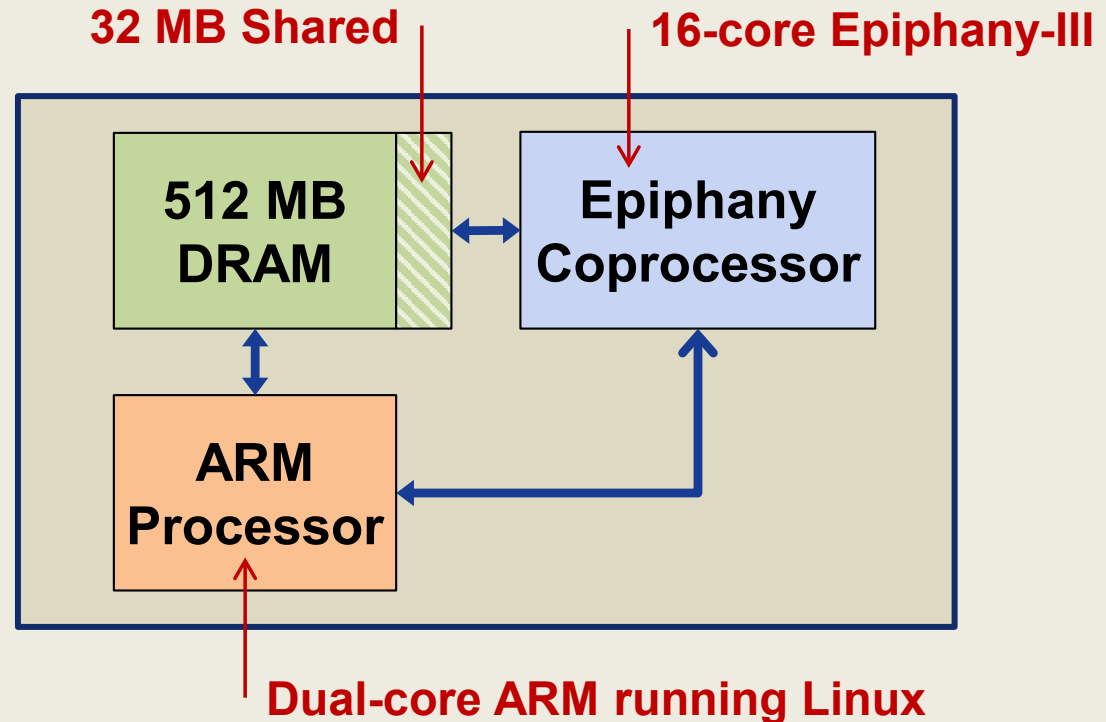 32 MB Shared
16-core Epiphany-III
512 MB
DRAM
Epiphany
Coprocessor
ARM
Processor
Dual-core ARM running Linux